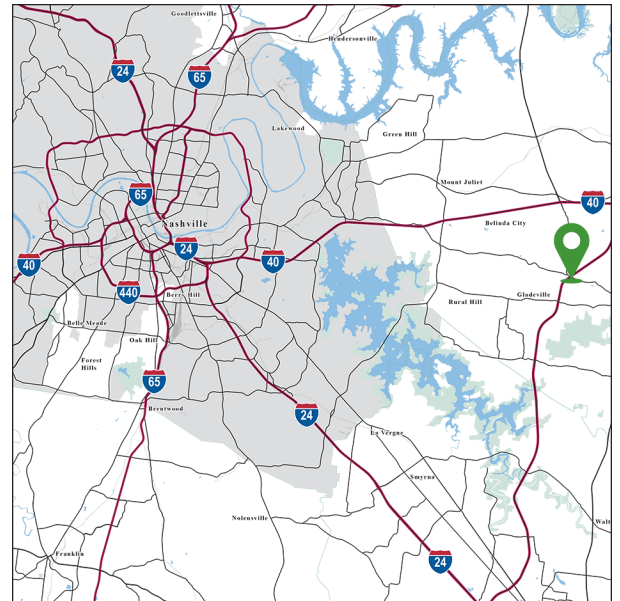 Goodlettsville
Hendersonville
24
65
Lakewood
Green Hill
Mount Juliet
65
40
Nashville
Belinda City
24
40
40
440
Berry Hill
Gladeville
Rural Hill
Belle Meade
Oak Hill
Forest
Hills
65
Brentwood
24
La Vergne
Smyrna
Nolensville
Walt
Franklin
24